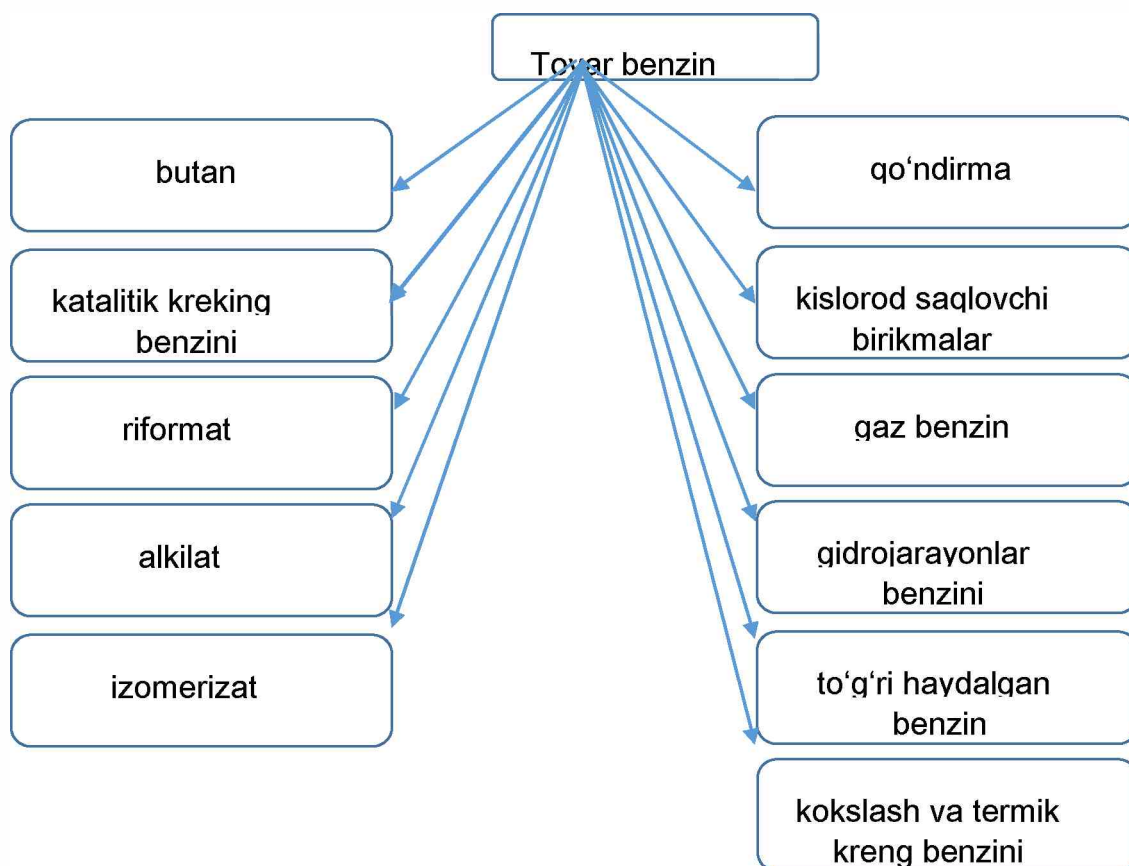 Tovar benzin
butan
katalitik kreking
benzini
riformat
alkilat
izomerizat
qo‘ndirma
kislorod saqlovchi
birikmalar
gaz benzin
gidrojarayonlar
benzini
to‘g‘ri haydalgan
benzin
kokslash va termik
kreng benzini